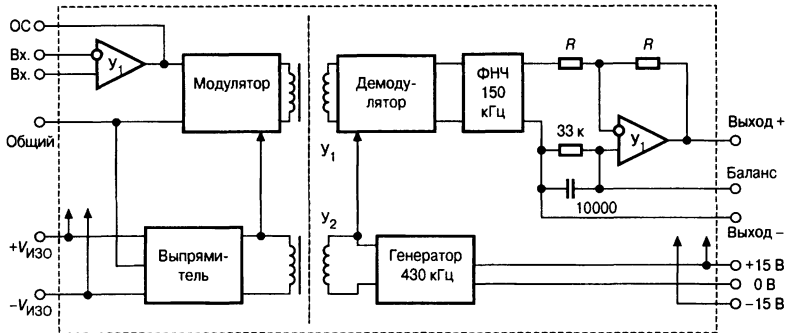 ОС
Вх.
Вх.
У1
Модулятор
Общий
Демоду-
лятор
ФНЧ
150
кГц
R
R
33 к
У1
10000
Выход +
Баланс
Выход –
У1
У2
+VИЗО
–VИЗО
Выпрями-
тель
Генератор
430 кГц
+15 В
0 В
–15 В